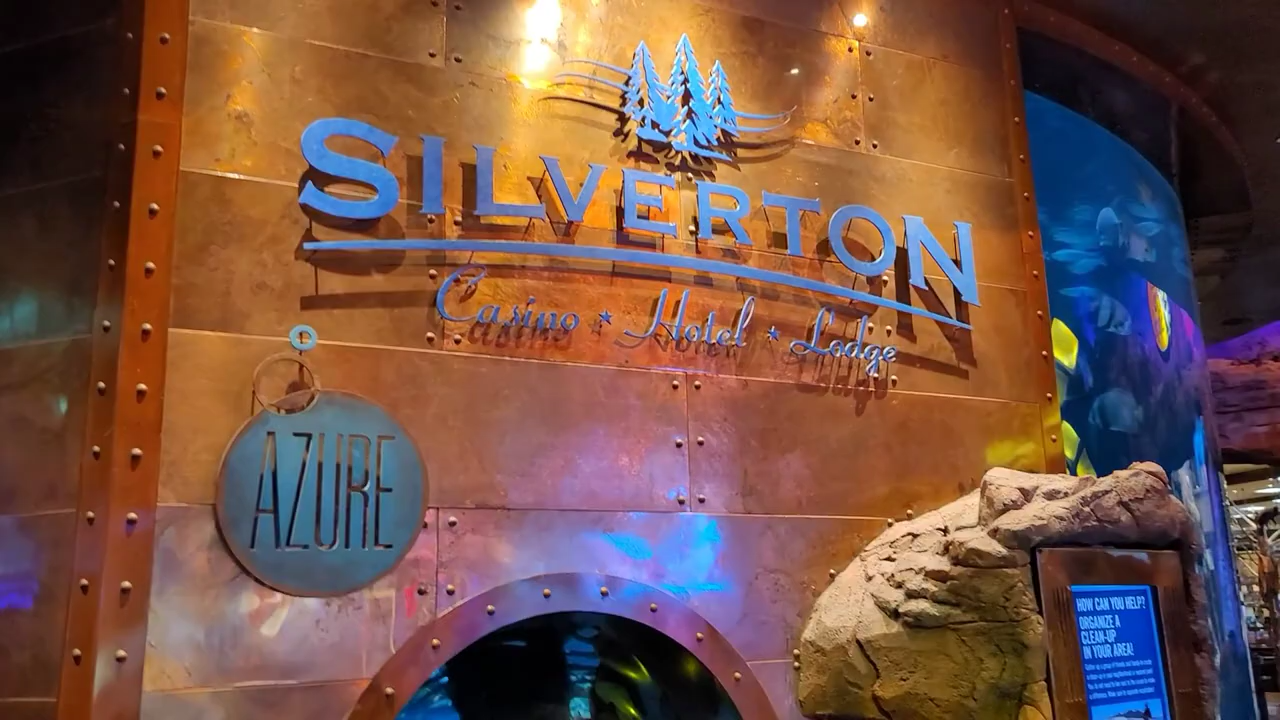 SILVERTON
Casino ★ Hotel ★ Lodge
AZURE
HOW CAN YOU HELP?
ORGANIZE A
CLEAN-UP
IN YOUR AREA!